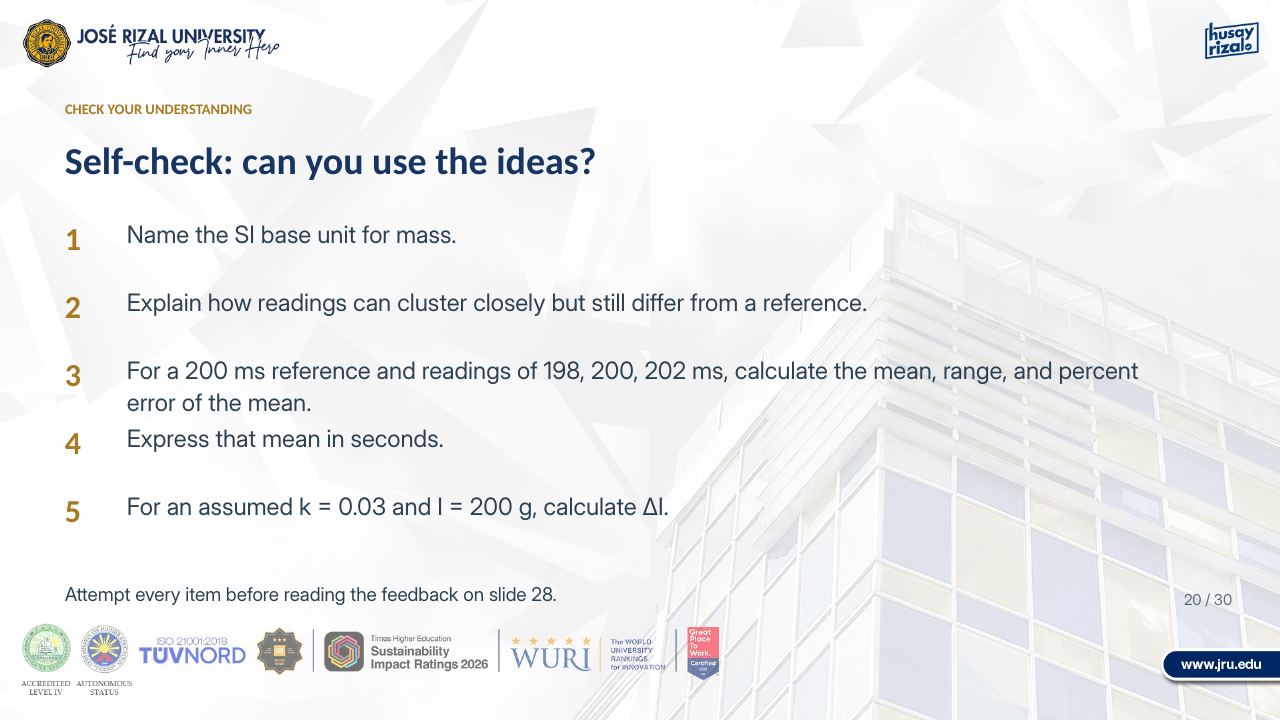 JOSÉ RIZAL UNIVERSITY
Find your Inner Hero
husay
rizal
CHECK YOUR UNDERSTANDING
Self-check: can you use the ideas?
1 Name the SI base unit for mass.
2 Explain how readings can cluster closely but still differ from a reference.
3 For a 200 ms reference and readings of 198, 200, 202 ms, calculate the mean, range, and percent
error of the mean.
4 Express that mean in seconds.
5 For an assumed k = 0.03 and I = 200 g, calculate ΔI.
Attempt every item before reading the feedback on slide 28.
20 / 30
ACCREDITED
LEVEL IV
AUTONOMOUS
STATUS
ISO 21001:2018
TÜVNORD
Times Higher Education
Sustainability
Impact Ratings 2026
WURI
The WORLD
UNIVERSITY
RANKINGS
for INNOVATION
Great
Place
To
Work.
Certified
www.jru.edu